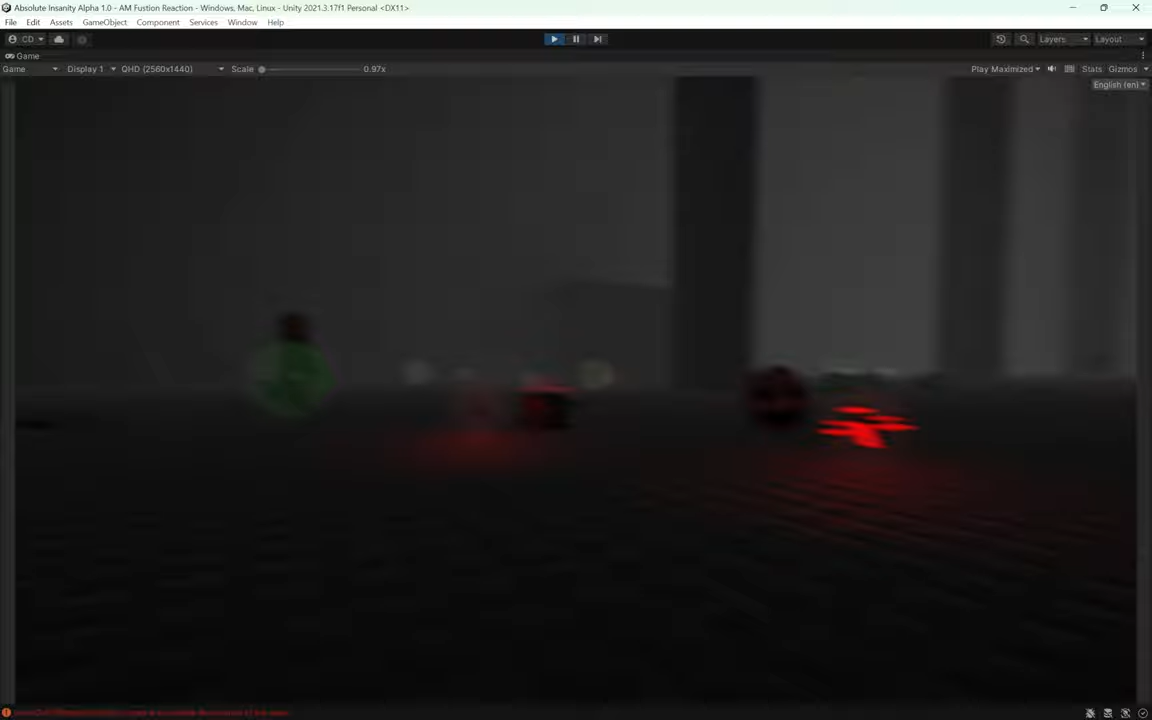 Absolute Insanity Alpha 1.0 - AM Fustion Reaction - Windows, Mac, Linux - Unity 2021.3.17f1 Personal <DX11>
File Edit Assets GameObject Component Services Window Help
CD Layers Layout
Game
Game Display 1 QHD (2560x1440) Scale 0.97x Play Maximized Stats Gizmos
English (en)